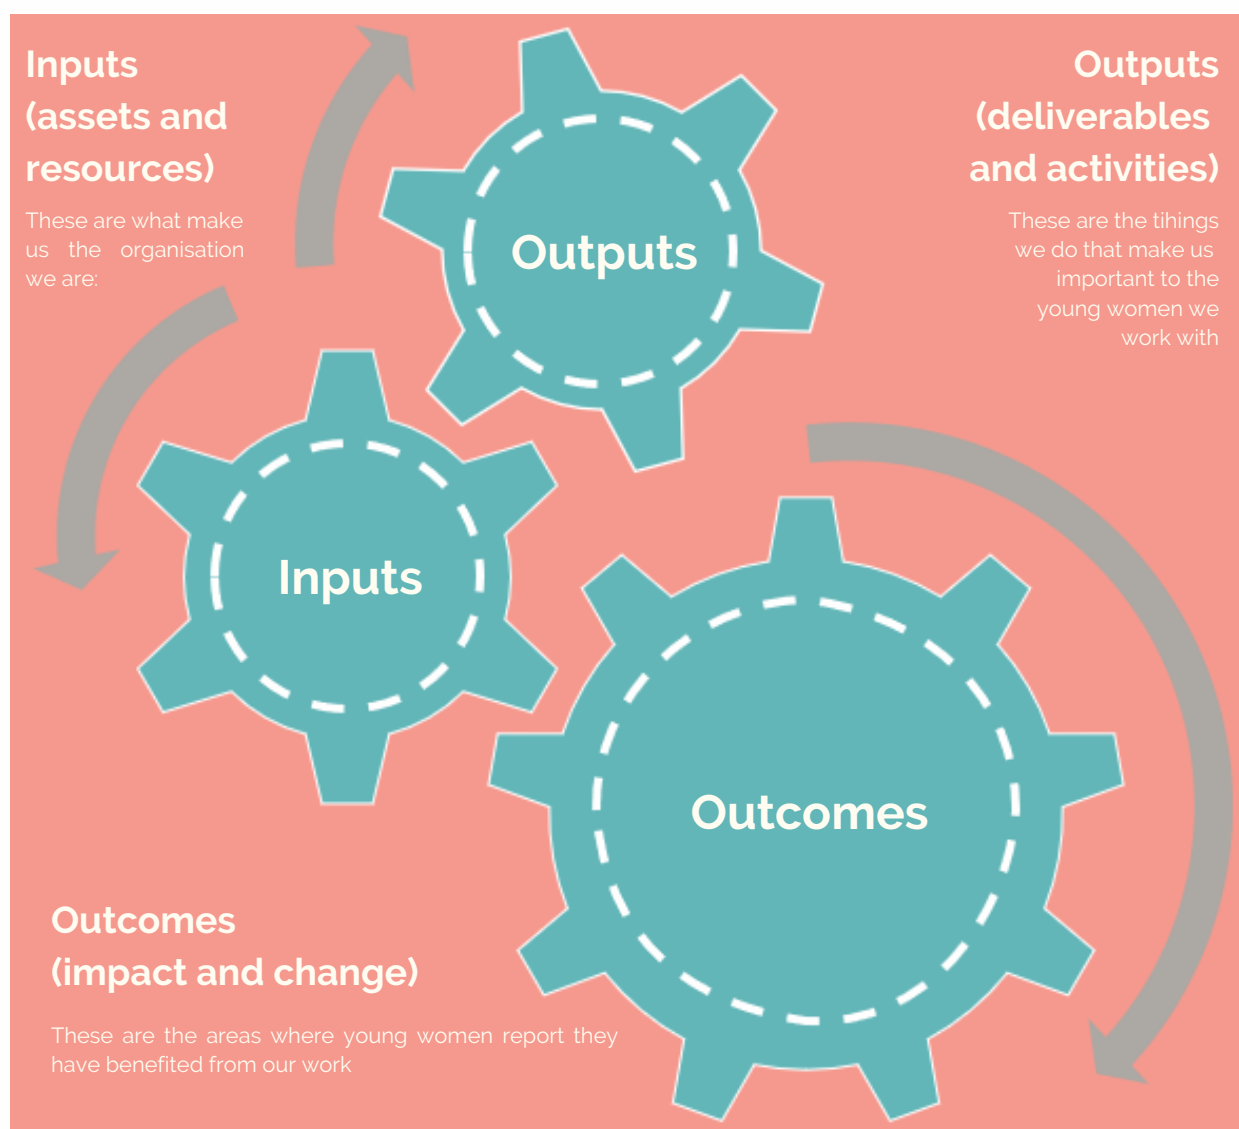 Inputs
(assets and
resources)
These are what make
us the organisation
we are:
Outputs
(deliverables
and activities)
These are the tihings
we do that make us
important to the
young women we
work with
Outputs
Inputs
Outcomes
Outcomes
(impact and change)
These are the areas where young women report they
have benefited from our work